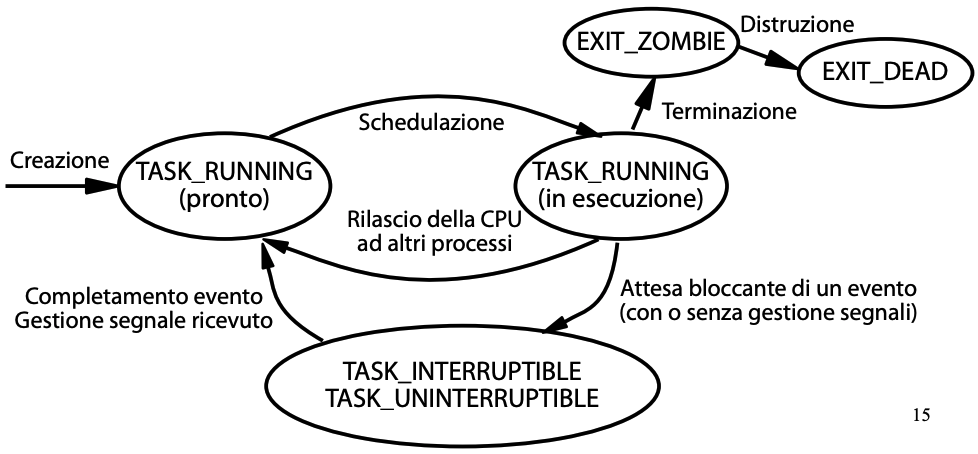 Distruzione
EXIT_ZOMBIE
EXIT_DEAD
Terminazione
Schedulazione
Creazione
TASK_RUNNING
(pronto)
TASK_RUNNING
(in esecuzione)
Rilascio della CPU
ad altri processi
Completamento evento
Gestione segnale ricevuto
Attesa bloccante di un evento
(con o senza gestione segnali)
TASK_INTERRUPTIBLE
TASK_UNINTERRUPTIBLE
15